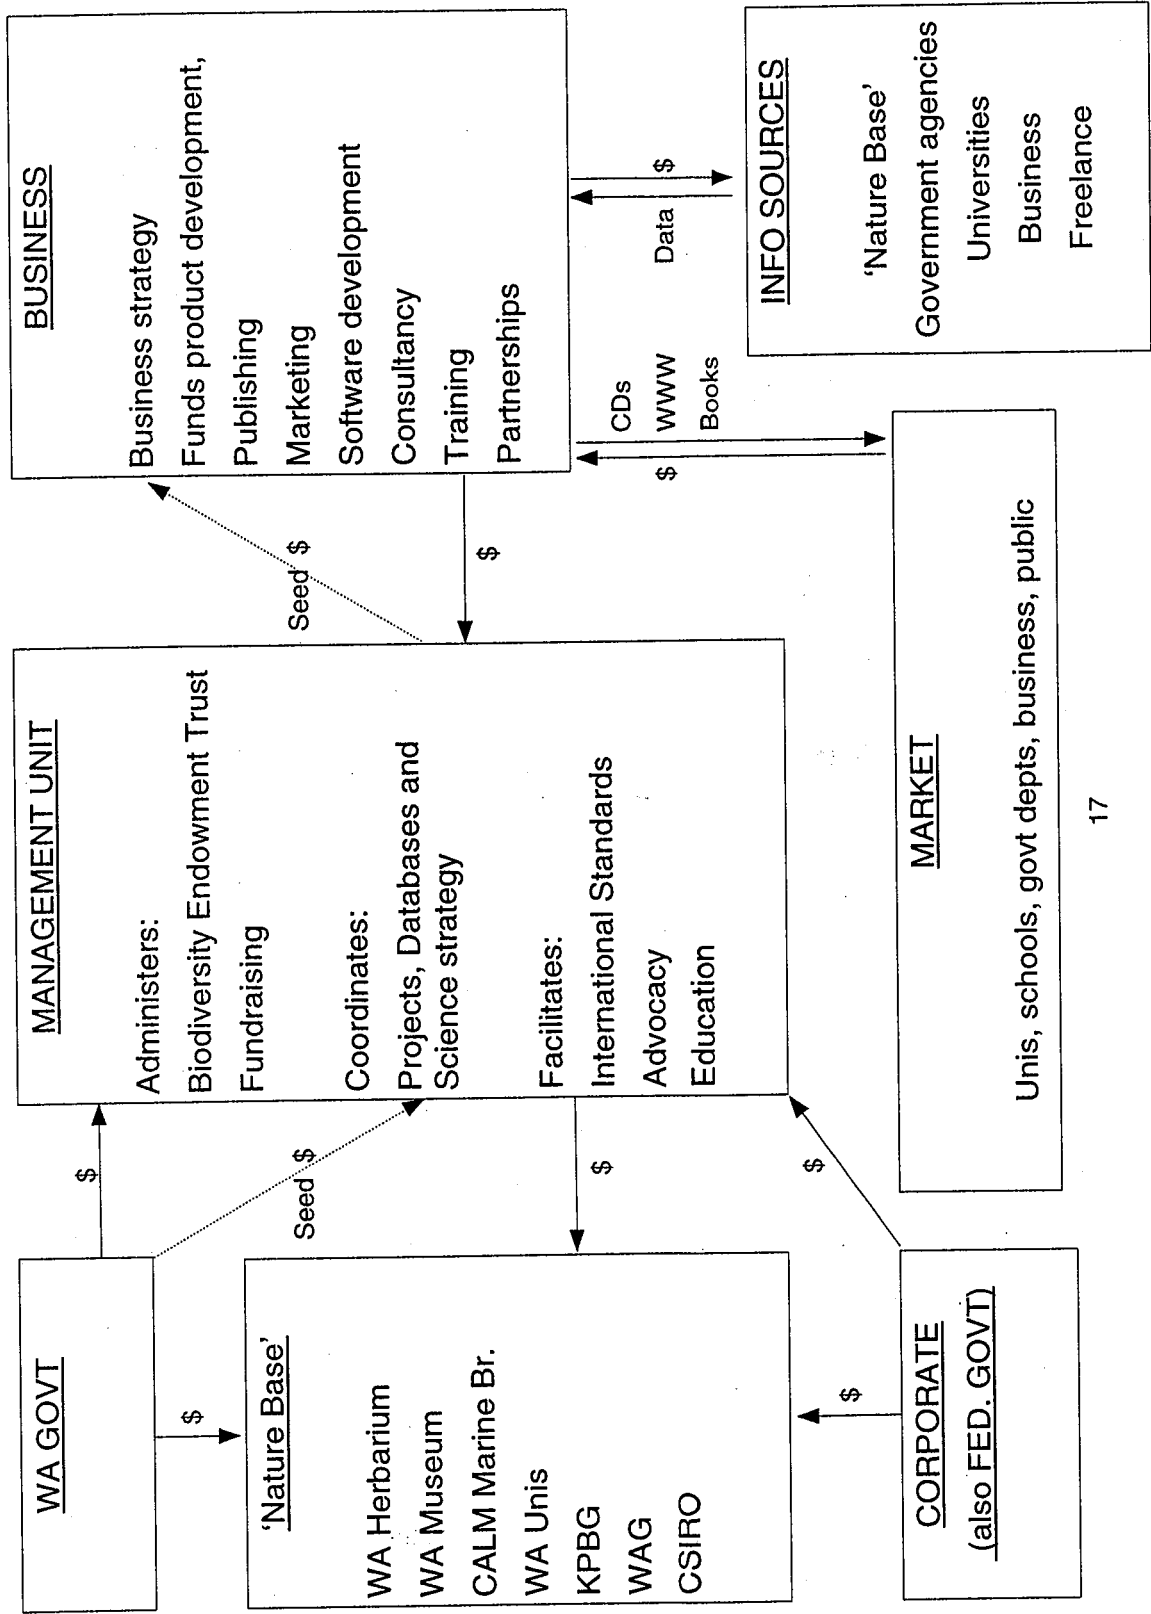 WA GOVT
$
$
Seed $
'Nature Base'
WA Herbarium
WA Museum
CALM Marine Br.
WA Unis
KPBG
WAG
CSIRO
$
$
$
CORPORATE
(also FED. GOVT)
MANAGEMENT UNIT
Administers:
Biodiversity Endowment Trust
Fundraising
Coordinates:
Projects, Databases and
Science strategy
Facilitates:
International Standards
Advocacy
Education
Seed $
$
BUSINESS
Business strategy
Funds product development,
Publishing
Marketing
Software development
Consultancy
Training
Partnerships
$
CDs
WWW
Books
Data
$
MARKET
Unis, schools, govt depts, business, public
INFO SOURCES
'Nature Base'
Government agencies
Universities
Business
Freelance
17